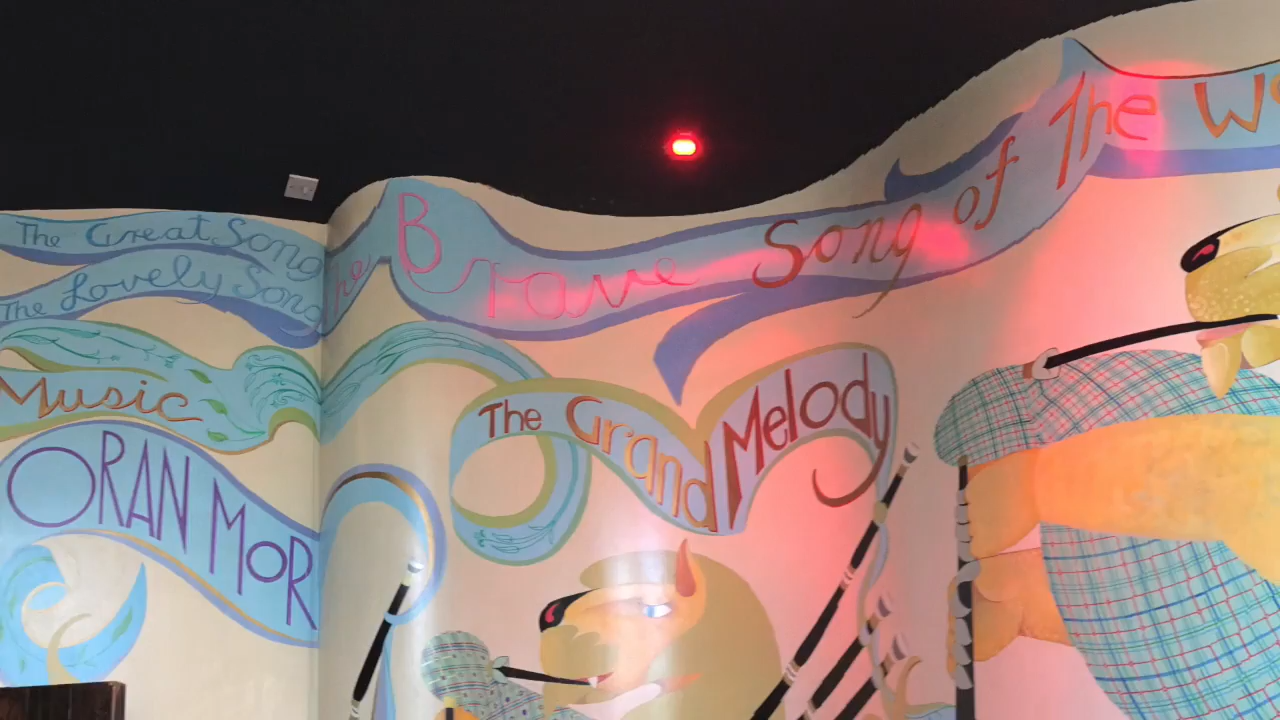 The Great Song
The Lovely Song
Music
ORAN MoR
The Brave Song of The
The Grand Melody